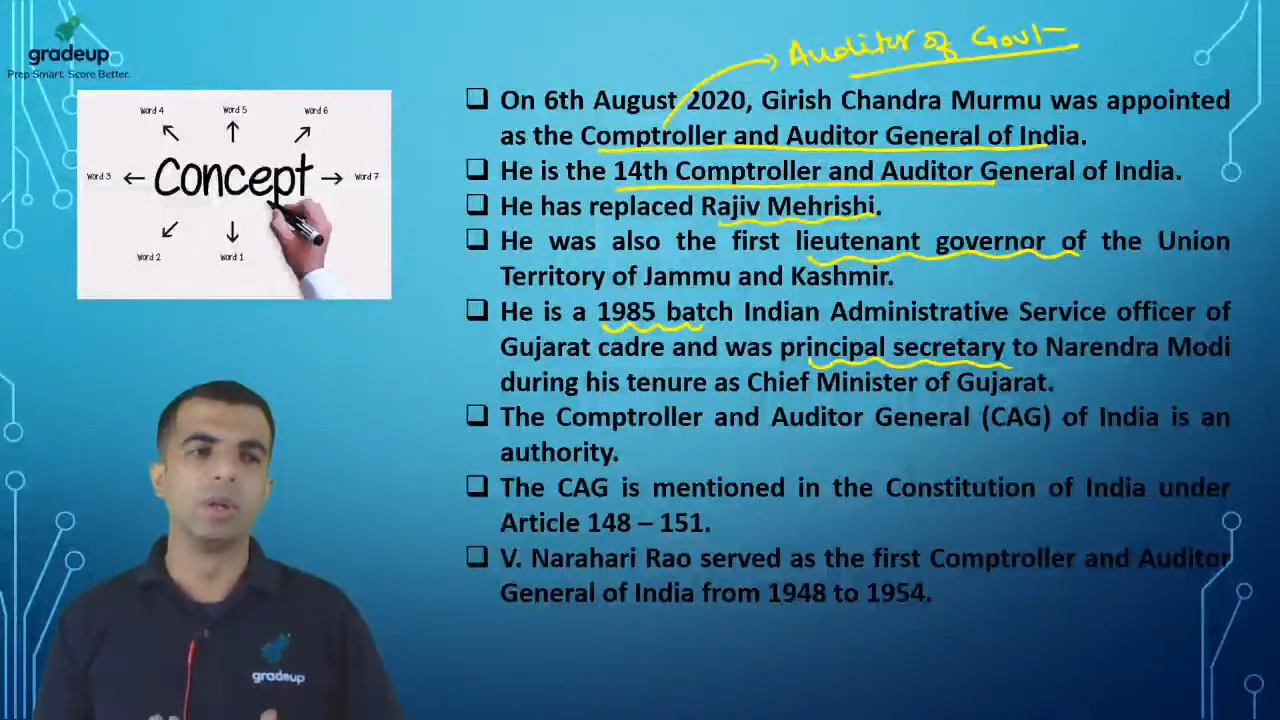 gradeup
Prep Smart. Score Better.
Auditor of Govt
Word 4
Word 5
Word 6
Word 3
Concept
Word 7
Word 2
Word 1
❑ On 6th August 2020, Girish Chandra Murmu was appointed
as the Comptroller and Auditor General of India.
❑ He is the 14th Comptroller and Auditor General of India.
❑ He has replaced Rajiv Mehrishi.
❑ He was also the first lieutenant governor of the Union
Territory of Jammu and Kashmir.
❑ He is a 1985 batch Indian Administrative Service officer of
Gujarat cadre and was principal secretary to Narendra Modi
during his tenure as Chief Minister of Gujarat.
❑ The Comptroller and Auditor General (CAG) of India is an
authority.
❑ The CAG is mentioned in the Constitution of India under
Article 148 – 151.
❑ V. Narahari Rao served as the first Comptroller and Auditor
General of India from 1948 to 1954.
gradeup